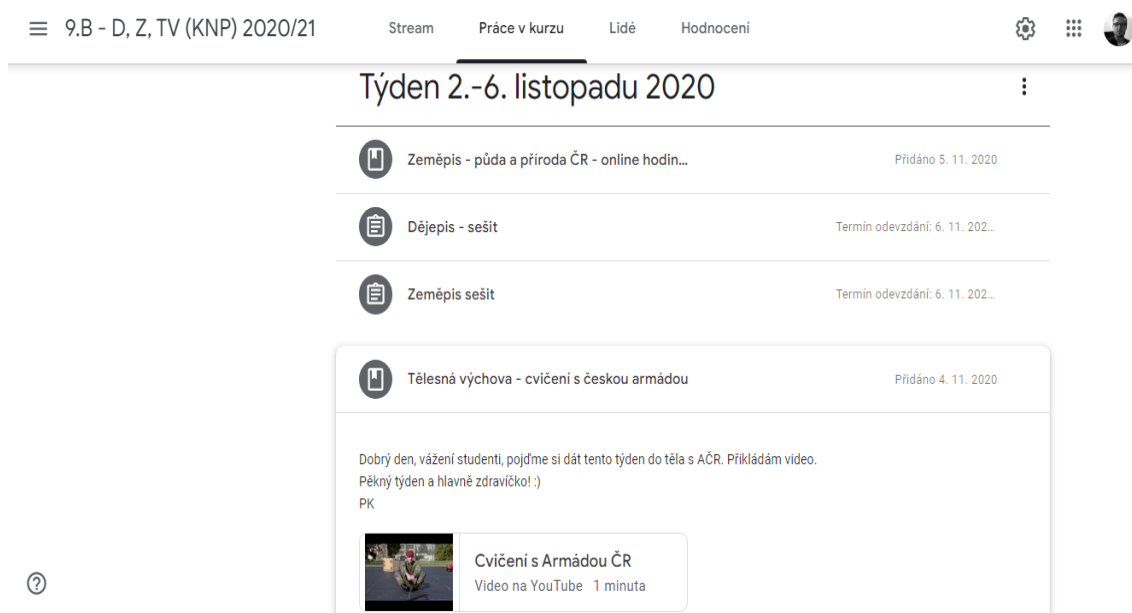 9.B - D, Z, TV (KNP) 2020/21
Stream
Práce v kurzu
Lidé
Hodnocení
Týden 2.-6. listopadu 2020
Zeměpis - půda a příroda ČR - online hodin...
Přidáno 5. 11. 2020
Dějepis - sešit
Termín odevzdání: 6. 11. 202...
Zeměpis sešit
Termín odevzdání: 6. 11. 202...
Tělesná výchova - cvičení s českou armádou
Přidáno 4. 11. 2020
Dobrý den, vážení studenti, pojďme si dát tento týden do těla s AČR. Přikládám video.
Pěkný týden a hlavně zdravíčko! :)
PK
Cvičení s Armádou ČR
Video na YouTube 1 minuta